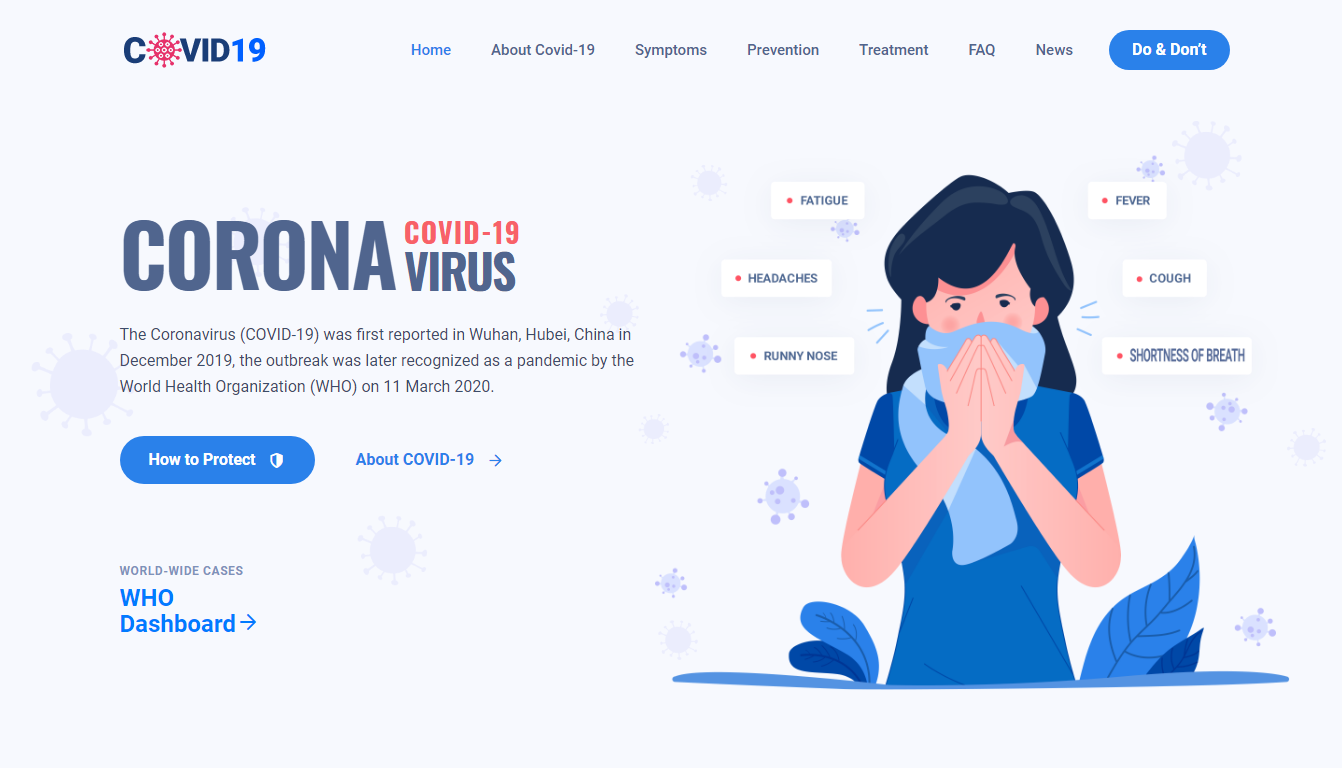 COVID19
Home About Covid-19 Symptoms Prevention Treatment FAQ News Do & Don't
CORONA COVID-19
VIRUS
The Coronavirus (COVID-19) was first reported in Wuhan, Hubei, China in
December 2019, the outbreak was later recognized as a pandemic by the
World Health Organization (WHO) on 11 March 2020.
How to Protect About COVID-19
WORLD-WIDE CASES
WHO
Dashboard
FATIGUE
FEVER
HEADACHES
COUGH
RUNNY NOSE
SHORTNESS OF BREATH